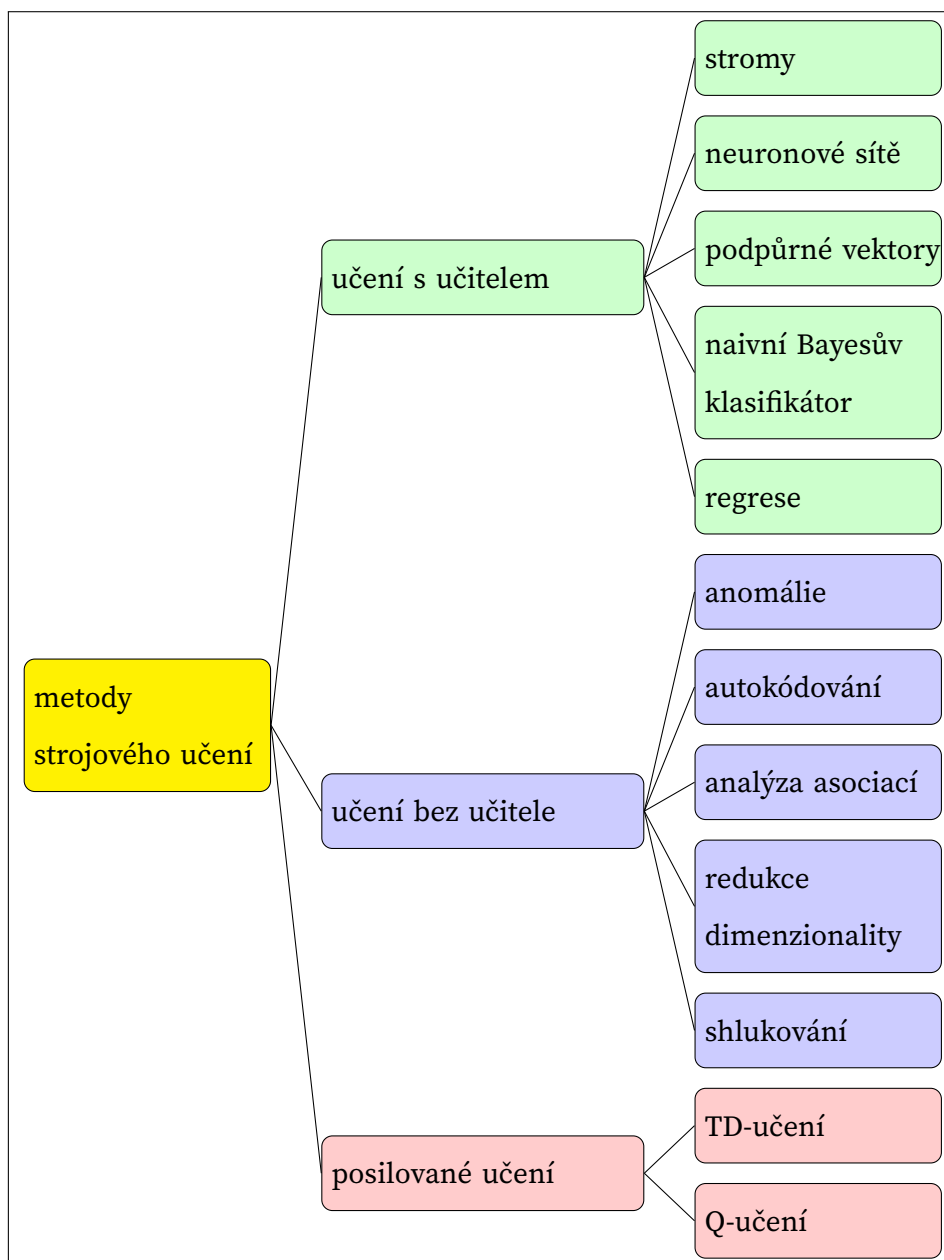 metody
strojového učení
učení s učitelem
stromy
neuronové sítě
podpůrné vektory
naivní Bayesův
klasifikátor
regrese
učení bez učitele
anomálie
autokódování
analýza asociací
redukce
dimenzionality
shlukování
posilované učení
TD-učení
Q-učení